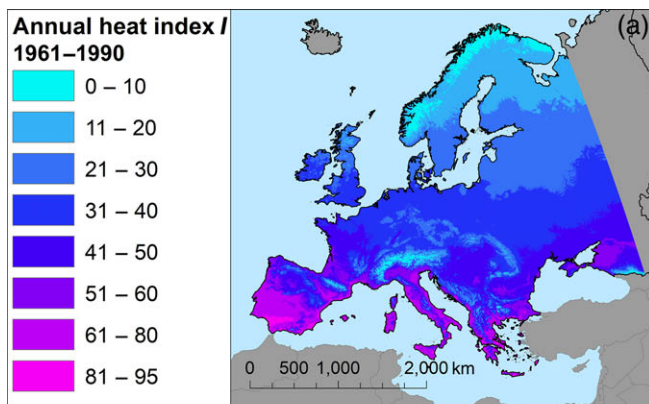 Annual heat index I
1961–1990
0 – 10
11 – 20
21 – 30
31 – 40
41 – 50
51 – 60
61 – 80
81 – 95
(a)
0 500 1,000 2,000 km